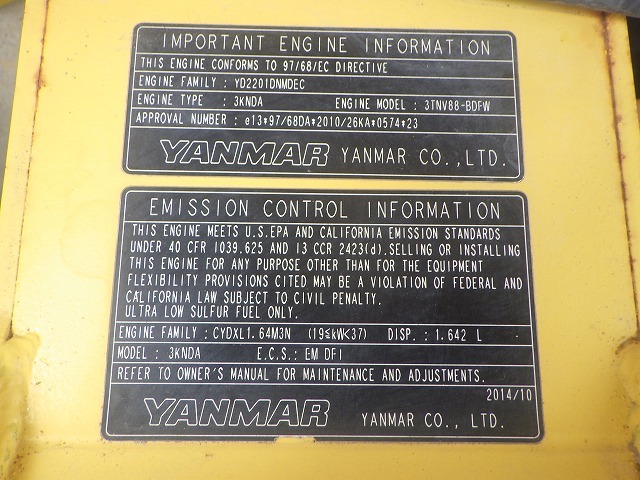 IMPORTANT ENGINE INFORMATION
THIS ENGINE CONFORMS TO 97/68/EC DIRECTIVE
ENGINE FAMILY : YD2201DNMDEC
ENGINE TYPE : 3KNDA ENGINE MODEL : 3TNV88-BDFW
APPROVAL NUMBER : e13*97/68DA*2010/26KA*0574*23
YANMAR YANMAR CO.,LTD.
EMISSION CONTROL INFORMATION
THIS ENGINE MEETS U.S.EPA AND CALIFORNIA EMISSION STANDARDS
UNDER 40 CFR 1039.625 AND 13 CCR 2423(d).SELLING OR INSTALLING
THIS ENGINE FOR ANY PURPOSE OTHER THAN FOR THE EQUIPMENT
FLEXIBILITY PROVISIONS CITED MAY BE A VIOLATION OF FEDERAL AND
CALIFORNIA LAW SUBJECT TO CIVIL PENALTY.
ULTRA LOW SULFUR FUEL ONLY.
ENGINE FAMILY : CYDXL1.64M3N (19≤kW<37) DISP. : 1.642 L
MODEL : 3KNDA E.C.S.: EM DFI
REFER TO OWNER'S MANUAL FOR MAINTENANCE AND ADJUSTMENTS.
2014/10
YANMAR YANMAR CO., LTD.